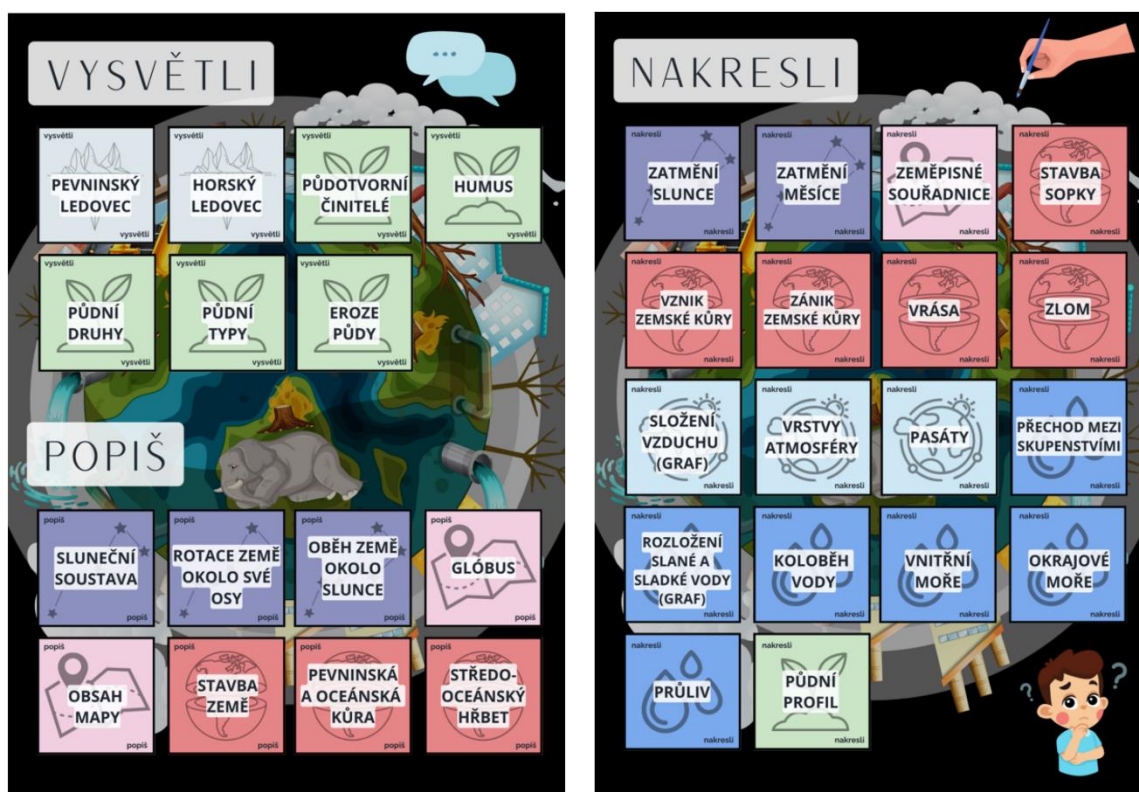 VYSVĚTLI
vysvětli
PEVNINSKÝ
LEDOVEC
vysvětli
vysvětli
HORSKÝ
LEDOVEC
vysvětli
vysvětli
PŮDOTVORNÍ
ČINITELÉ
vysvětli
vysvětli
HUMUS
vysvětli
vysvětli
PŮDNÍ
DRUHY
vysvětli
vysvětli
PŮDNÍ
TYPY
vysvětli
vysvětli
EROZE
PŮDY
vysvětli
POPIŠ
popiš
SLUNEČNÍ
SOUSTAVA
popiš
popiš
ROTACE ZEMĚ
OKOLO SVÉ
OSY
popiš
popiš
OBĚH ZEMĚ
OKOLO
SLUNCE
popiš
popiš
GLÓBUS
popiš
popiš
OBSAH
MAPY
popiš
popiš
STAVBA
ZEMĚ
popiš
popiš
PEVNINSKÁ
A OCEÁNSKÁ
KŮRA
popiš
popiš
STŘEDO-
OCEÁNSKÝ
HŘBET
popiš
NAKRESLI
nakresli
ZATMĚNÍ
SLUNCE
nakresli
nakresli
ZATMĚNÍ
MĚSÍCE
nakresli
nakresli
ZEMĚPISNÉ
SOUŘADNICE
nakresli
nakresli
STAVBA
SOPKY
nakresli
nakresli
VZNIK
ZEMSKÉ KŮRY
nakresli
nakresli
ZÁNIK
ZEMSKÉ KŮRY
nakresli
nakresli
VRÁSA
nakresli
nakresli
ZLOM
nakresli
nakresli
SLOŽENÍ
VZDUCHU
(GRAF)
nakresli
nakresli
VRSTVY
ATMOSFÉRY
nakresli
nakresli
PASÁTY
nakresli
nakresli
PŘECHOD MEZI
SKUPENSTVÍMI
nakresli
nakresli
ROZLOŽENÍ
SLANÉ A
SLADKÉ VODY
(GRAF)
nakresli
nakresli
KOLOBĚH
VODY
nakresli
nakresli
VNITŘNÍ
MOŘE
nakresli
nakresli
OKRAJOVÉ
MOŘE
nakresli
nakresli
PRŮLIV
nakresli
nakresli
PŮDNÍ
PROFIL
nakresli
? ?